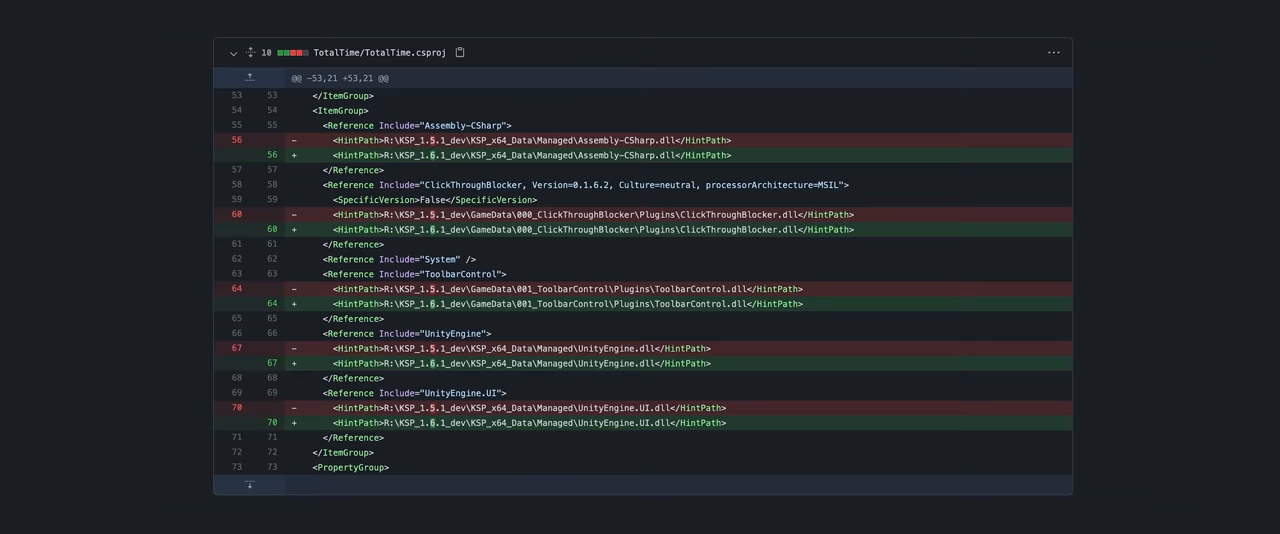 10 TotalTime/TotalTime.csproj ...
@@ -53,21 +53,21 @@
53 53 </ItemGroup>
54 54 <ItemGroup>
55 55 <Reference Include="Assembly-CSharp">
56 - <HintPath>R:\KSP_1.5.1_dev\KSP_x64_Data\Managed\Assembly-CSharp.dll</HintPath>
56 + <HintPath>R:\KSP_1.6.1_dev\KSP_x64_Data\Managed\Assembly-CSharp.dll</HintPath>
57 57 </Reference>
58 58 <Reference Include="ClickThroughBlocker, Version=0.1.6.2, Culture=neutral, processorArchitecture=MSIL">
59 59 <SpecificVersion>False</SpecificVersion>
60 - <HintPath>R:\KSP_1.5.1_dev\GameData\000_ClickThroughBlocker\Plugins\ClickThroughBlocker.dll</HintPath>
60 + <HintPath>R:\KSP_1.6.1_dev\GameData\000_ClickThroughBlocker\Plugins\ClickThroughBlocker.dll</HintPath>
61 61 </Reference>
62 62 <Reference Include="System" />
63 63 <Reference Include="ToolbarControl">
64 - <HintPath>R:\KSP_1.5.1_dev\GameData\001_ToolbarControl\Plugins\ToolbarControl.dll</HintPath>
64 + <HintPath>R:\KSP_1.6.1_dev\GameData\001_ToolbarControl\Plugins\ToolbarControl.dll</HintPath>
65 65 </Reference>
66 66 <Reference Include="UnityEngine">
67 - <HintPath>R:\KSP_1.5.1_dev\KSP_x64_Data\Managed\UnityEngine.dll</HintPath>
67 + <HintPath>R:\KSP_1.6.1_dev\KSP_x64_Data\Managed\UnityEngine.dll</HintPath>
68 68 </Reference>
69 69 <Reference Include="UnityEngine.UI">
70 - <HintPath>R:\KSP_1.5.1_dev\KSP_x64_Data\Managed\UnityEngine.UI.dll</HintPath>
70 + <HintPath>R:\KSP_1.6.1_dev\KSP_x64_Data\Managed\UnityEngine.UI.dll</HintPath>
71 71 </Reference>
72 72 </ItemGroup>
73 73 <PropertyGroup>